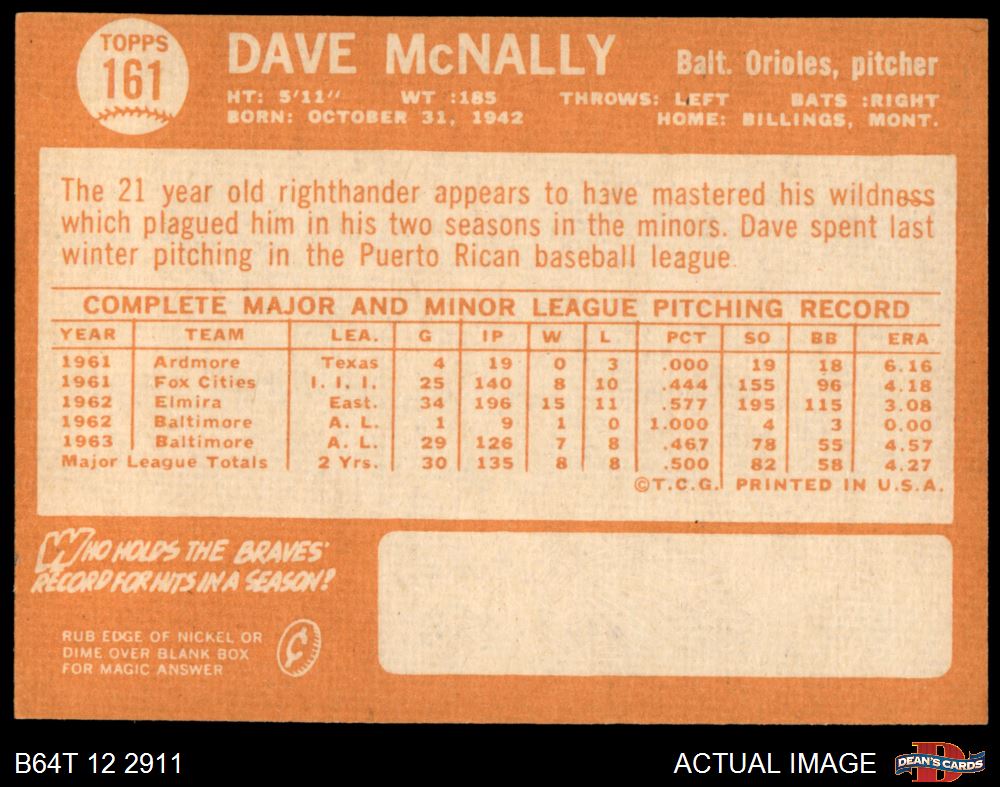 TOPPS
161
DAVE McNALLY
Balt. Orioles, pitcher
HT: 5'11" WT :185 THROWS: LEFT BATS :RIGHT
BORN: OCTOBER 31, 1942 HOME: BILLINGS, MONT.
The 21 year old righthander appears to have mastered his wildness
which plagued him in his two seasons in the minors. Dave spent last
winter pitching in the Puerto Rican baseball league.
COMPLETE MAJOR AND MINOR LEAGUE PITCHING RECORD
YEAR TEAM LEA. G IP W L PCT SO BB ERA
1961 Ardmore Texas 4 19 0 3 .000 19 18 6.16
1961 Fox Cities I. I. I. 25 140 8 10 .444 155 96 4.18
1962 Elmira East. 34 196 15 11 .577 195 115 3.08
1962 Baltimore A. L. 1 9 1 0 1.000 4 3 0.00
1963 Baltimore A. L. 29 126 7 8 .467 78 55 4.57
Major League Totals 2 Yrs. 30 135 8 8 .500 82 58 4.27
©T.C.G. PRINTED IN U.S.A.
WHO HOLDS THE BRAVES'
RECORD FOR HITS IN A SEASON?
RUB EDGE OF NICKEL OR
DIME OVER BLANK BOX
FOR MAGIC ANSWER
¢
B64T 12 2911
ACTUAL IMAGE
DEAN'S CARDS